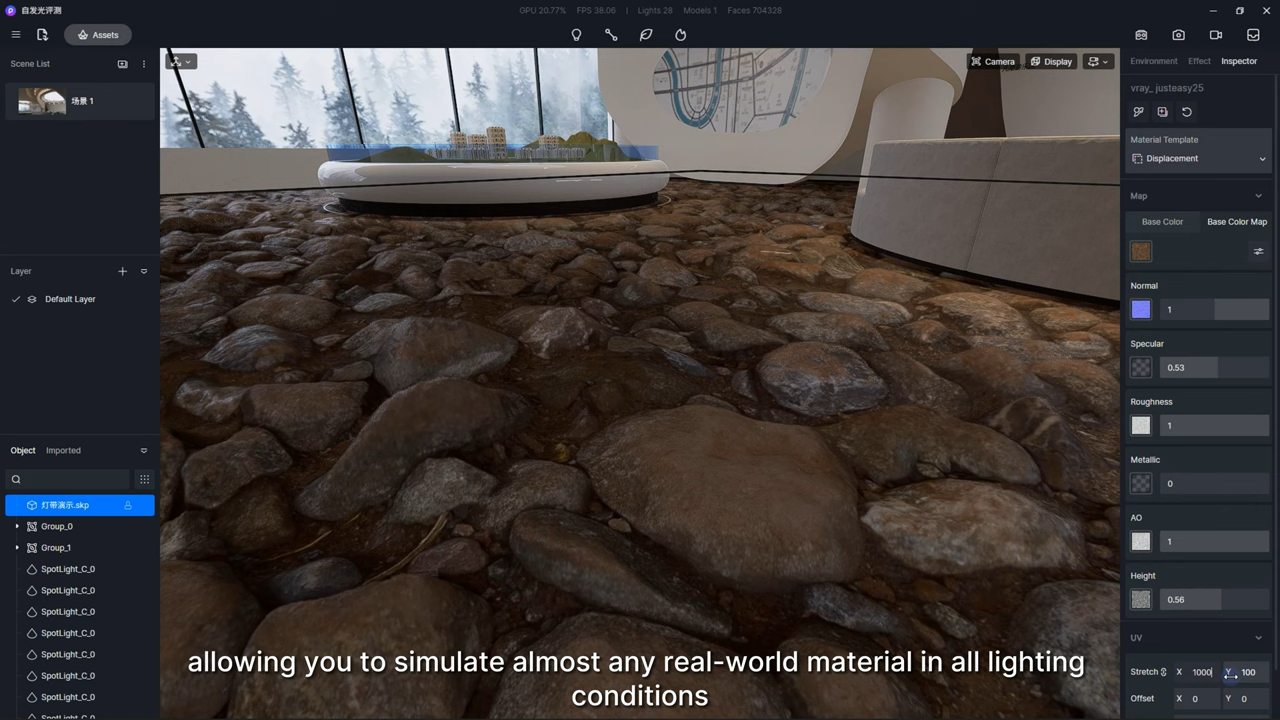 自发光评测
GPU 20.77% FPS 38.06 | Lights 28 Models 1 Faces 704328
Assets
Scene List
场景 1
Camera
Display
Environment Effect Inspector
vray_ justeasy25
Material Template
Displacement
Map
Base Color Base Color Map
Normal
1
Specular
0.53
Roughness
1
Metallic
0
AO
1
Height
0.56
UV
Stretch X 1000 Y 100
Offset X 0 Y 0
Layer
Default Layer
Object Imported
灯带演示.skp
Group_0
Group_1
SpotLight_C_0
SpotLight_C_0
SpotLight_C_0
SpotLight_C_0
SpotLight_C_0
SpotLight_C_0
SpotLight_C_0
allowing you to simulate almost any real-world material in all lighting
conditions